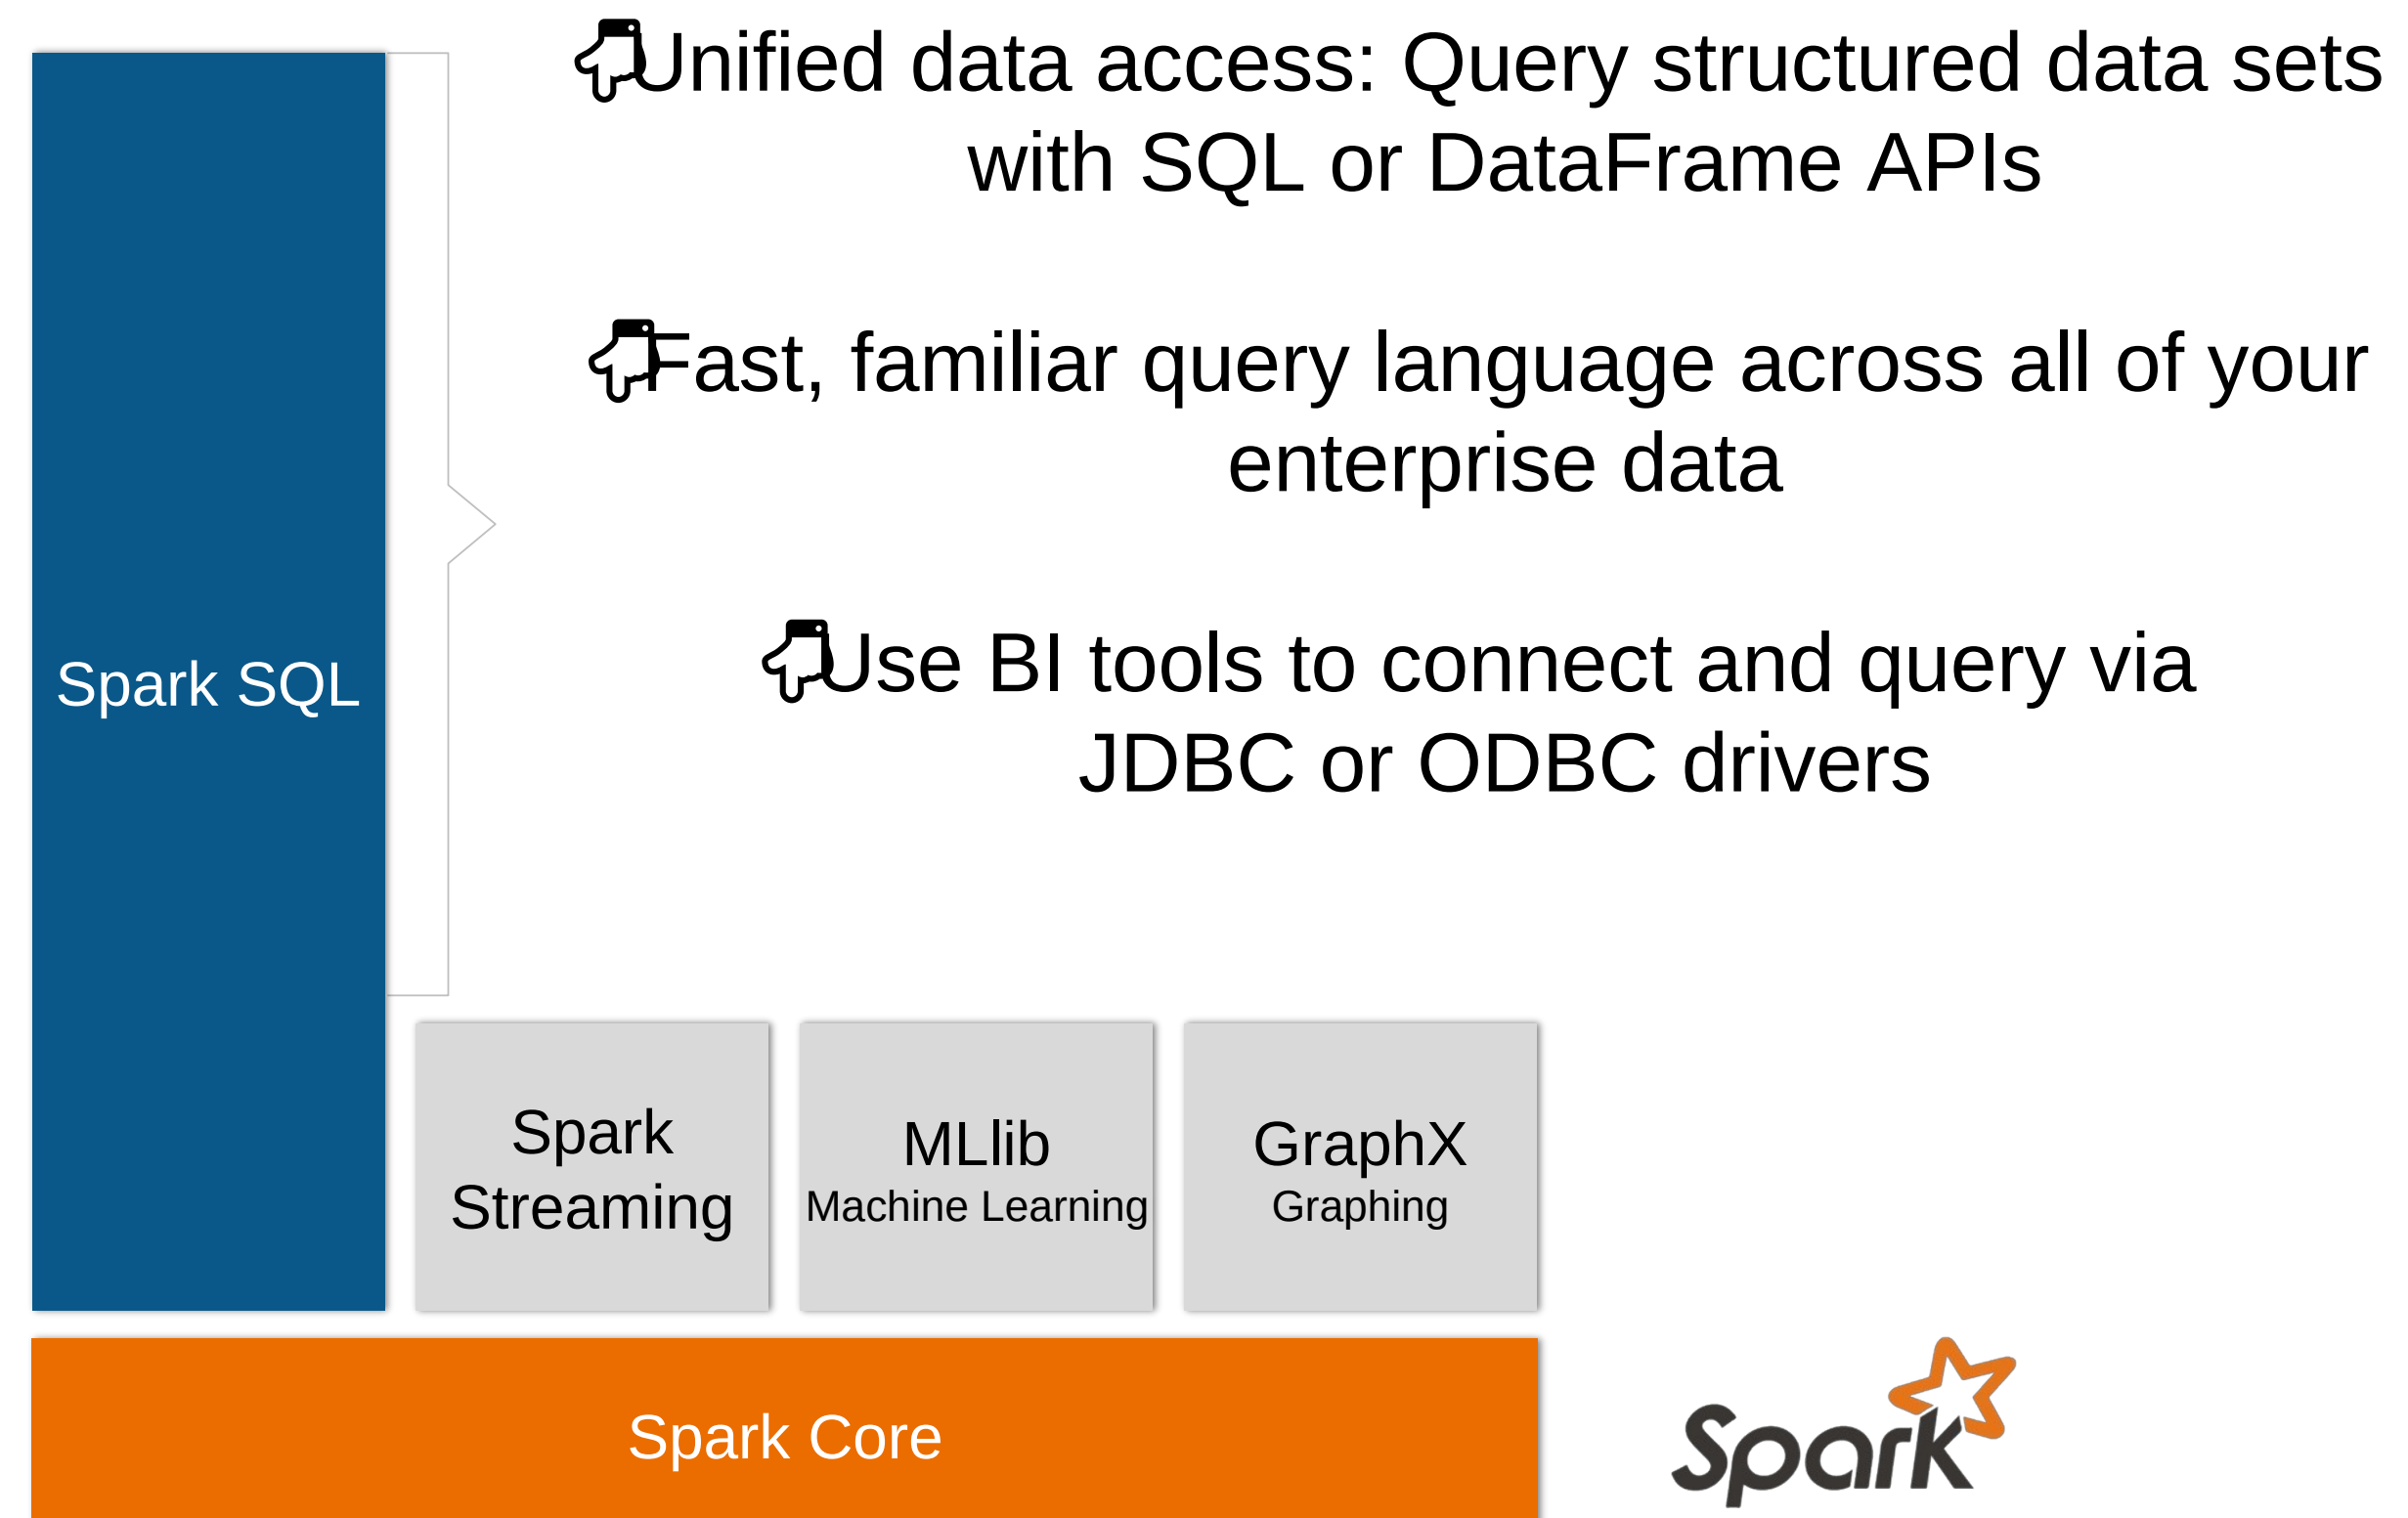 Unified data access: Query structured data sets
with SQL or DataFrame APIs
Fast, familiar query language across all of your
enterprise data
Use BI tools to connect and query via
JDBC or ODBC drivers
Spark SQL
Spark
Streaming
MLlib
Machine Learning
GraphX
Graphing
Spark Core
Spark